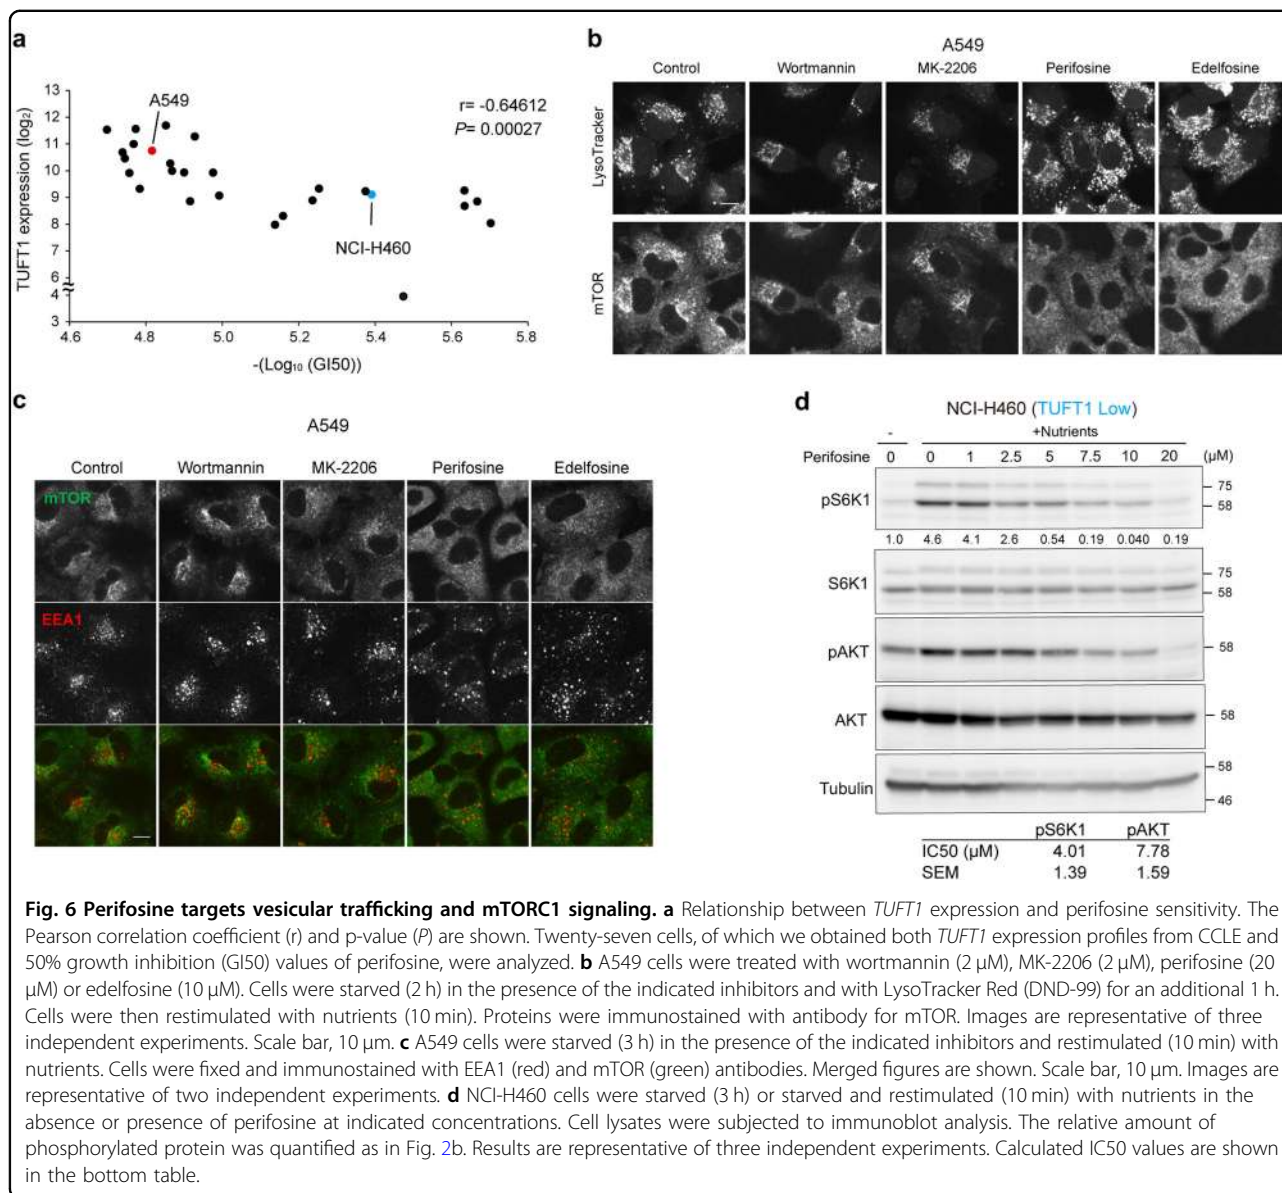 a
13
12
11
10
9
8
7
6
4
3
TUFT1 expression (log₂)
A549
NCI-H460
r= -0.64612
P= 0.00027
4.6 4.8 5.0 5.2 5.4 5.6 5.8
-(Log₁₀ (GI50))
b
A549
Control Wortmannin MK-2206 Perifosine Edelfosine
LysoTracker
mTOR
c
A549
Control Wortmannin MK-2206 Perifosine Edelfosine
mTOR
EEA1
d
NCI-H460 (TUFT1 Low)
- +Nutrients
Perifosine 0 0 1 2.5 5 7.5 10 20 (µM)
pS6K1 75
58
1.0 4.6 4.1 2.6 0.54 0.19 0.040 0.19
S6K1 75
58
pAKT 58
AKT 58
58
Tubulin
46
pS6K1 pAKT
IC50 (µM) 4.01 7.78
SEM 1.39 1.59
Fig. 6 Perifosine targets vesicular trafficking and mTORC1 signaling. a Relationship between TUFT1 expression and perifosine sensitivity. The
Pearson correlation coefficient (r) and p-value (P) are shown. Twenty-seven cells, of which we obtained both TUFT1 expression profiles from CCLE and
50% growth inhibition (GI50) values of perifosine, were analyzed. b A549 cells were treated with wortmannin (2 µM), MK-2206 (2 µM), perifosine (20
µM) or edelfosine (10 µM). Cells were starved (2 h) in the presence of the indicated inhibitors and with LysoTracker Red (DND-99) for an additional 1 h.
Cells were then restimulated with nutrients (10 min). Proteins were immunostained with antibody for mTOR. Images are representative of three
independent experiments. Scale bar, 10 µm. c A549 cells were starved (3 h) in the presence of the indicated inhibitors and restimulated (10 min) with
nutrients. Cells were fixed and immunostained with EEA1 (red) and mTOR (green) antibodies. Merged figures are shown. Scale bar, 10 µm. Images are
representative of two independent experiments. d NCI-H460 cells were starved (3 h) or starved and restimulated (10 min) with nutrients in the
absence or presence of perifosine at indicated concentrations. Cell lysates were subjected to immunoblot analysis. The relative amount of
phosphorylated protein was quantified as in Fig. 2b. Results are representative of three independent experiments. Calculated IC50 values are shown
in the bottom table.